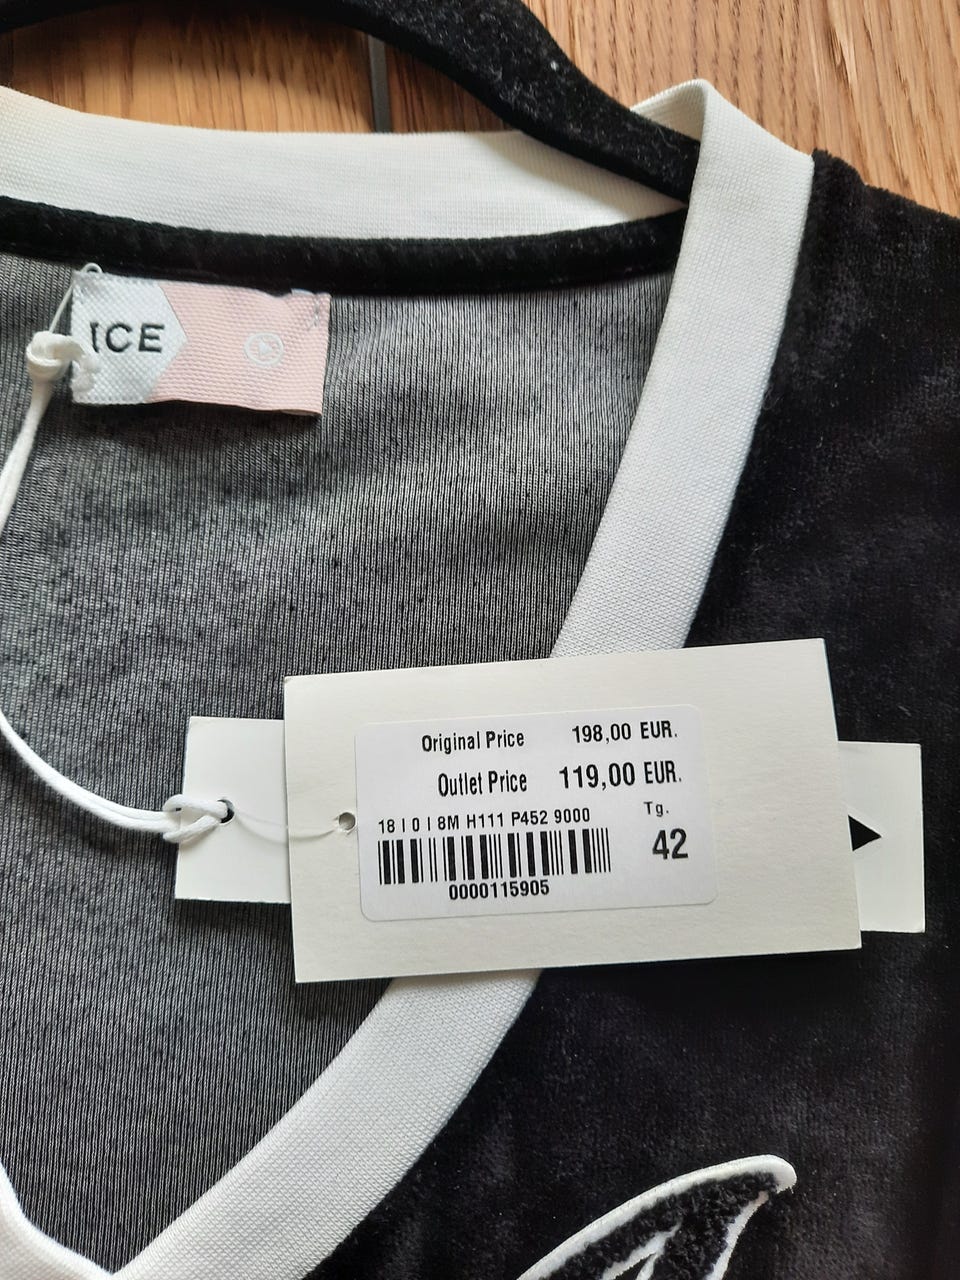 ICE
Original Price 198,00 EUR.
Outlet Price 119,00 EUR.
18 I 0 I 8M H111 P452 9000
Tg.
42
0000115905